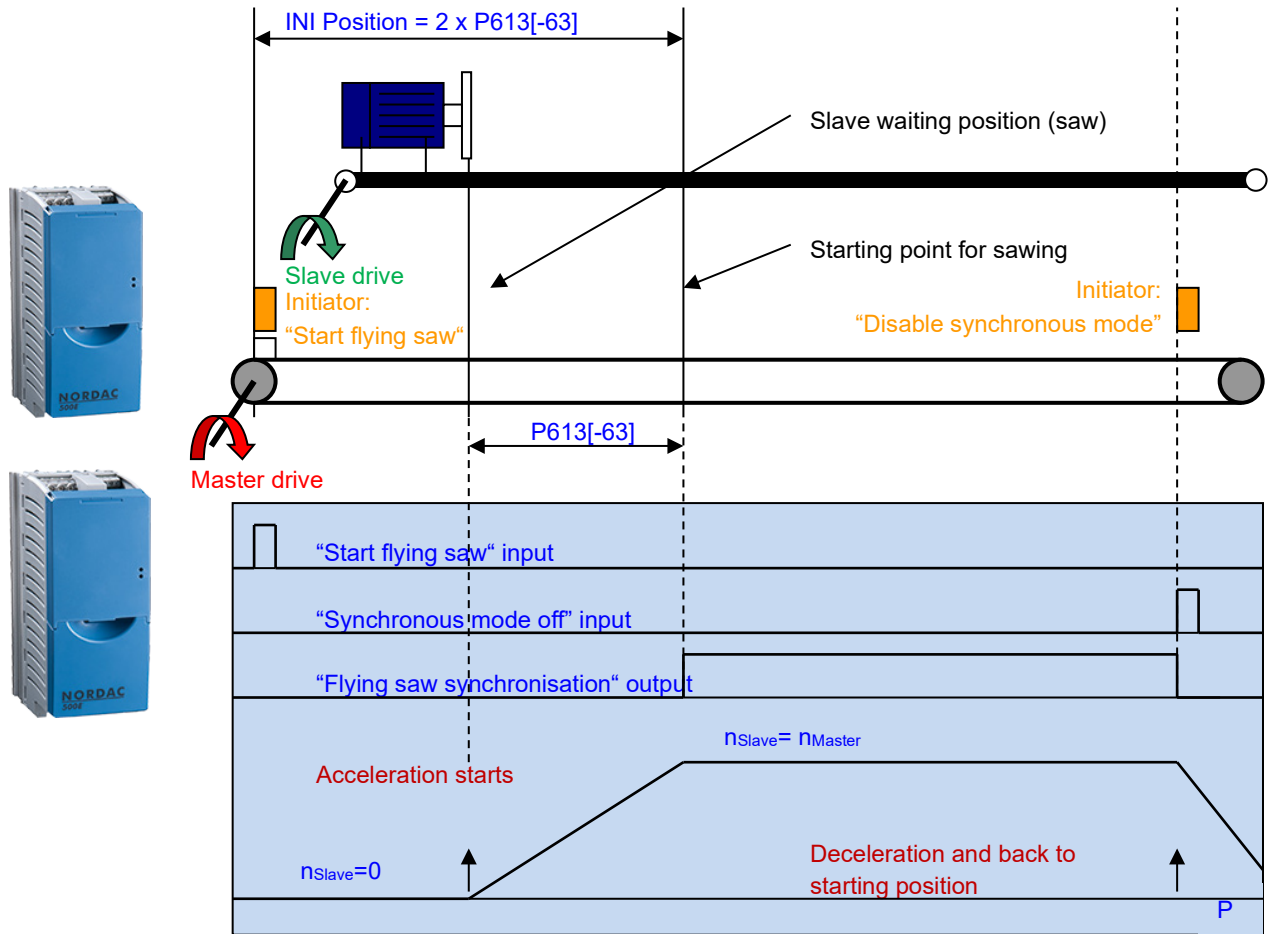 INI Position = 2 x P613[-63]
Slave waiting position (saw)
Starting point for sawing
Slave drive
Initiator:
“Start flying saw“
Initiator:
“Disable synchronous mode”
NORDAC
500E
P613[-63]
Master drive
NORDAC
500E
“Start flying saw“ input
“Synchronous mode off” input
“Flying saw synchronisation“ output
nSlave= nMaster
Acceleration starts
nSlave=0
Deceleration and back to
starting position
P